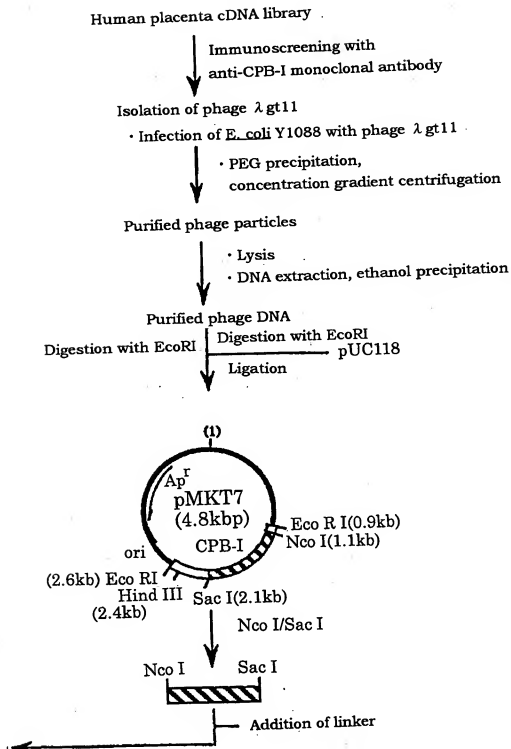 Human placenta cDNA library
Immunoscreening with
anti-CPB-I monoclonal antibody
Isolation of phage λ gt11
· Infection of E. coli Y1088 with phage λ gt11
· PEG precipitation,
concentration gradient centrifugation
Purified phage particles
· Lysis
· DNA extraction, ethanol precipitation
Purified phage DNA
Digestion with EcoRI
Digestion with EcoRI
pUC118
Ligation
(1)
Apr
pMKT7
(4.8kbp)
CPB-I
Eco R I(0.9kb)
Nco I(1.1kb)
ori
(2.6kb) Eco RI
Hind III
(2.4kb)
Sac I(2.1kb)
Nco I/Sac I
Nco I
Sac I
Addition of linker